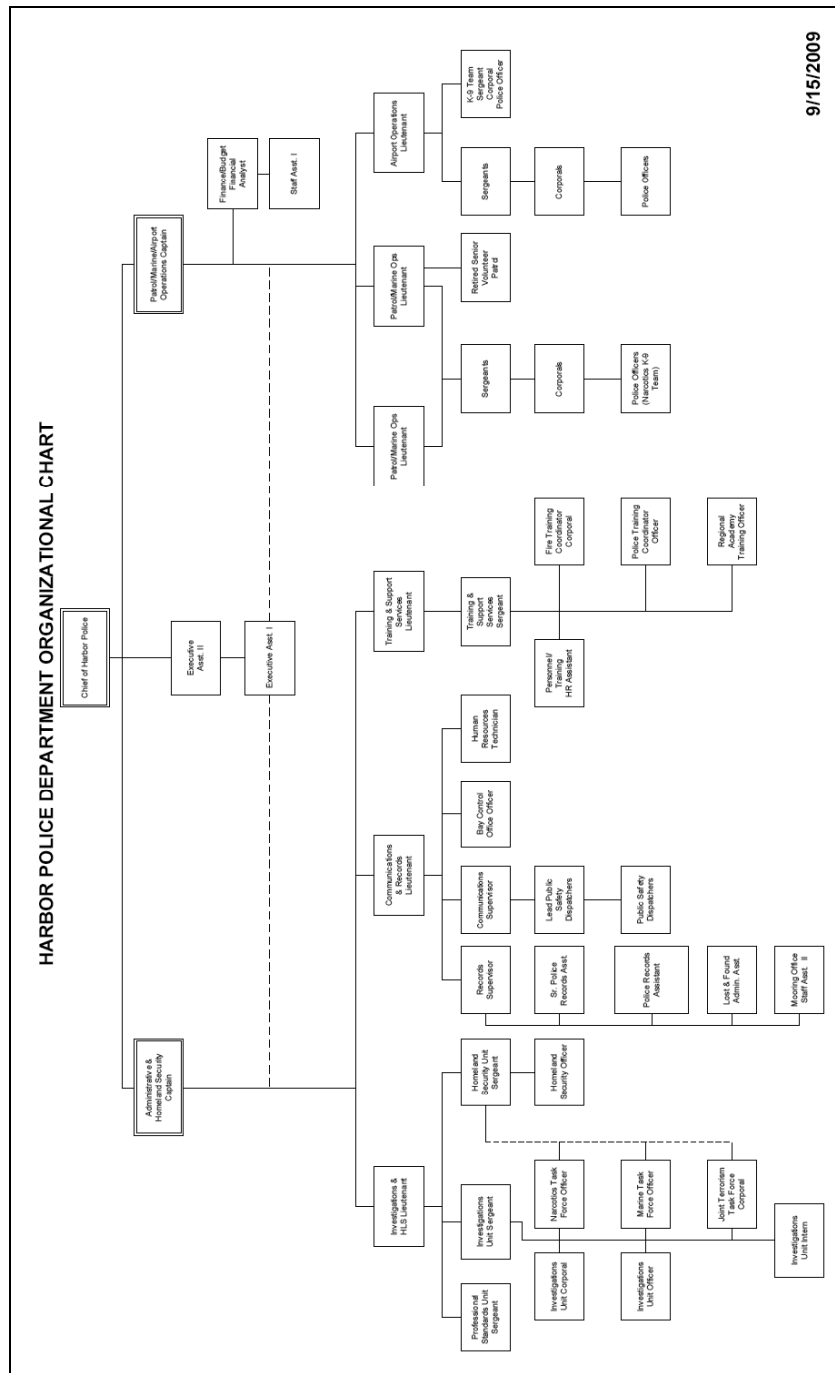 HARBOR POLICE DEPARTMENT ORGANIZATIONAL CHART
Chief of Harbor Police
Executive
Asst. II
Executive Asst. I
Administrative &
Homeland Security
Captain
Patrol/Marine/Airport
Operations Captain
Finance/Budget
Financial
Analyst
Staff Asst. I
Investigations &
HLS Lieutenant
Communications
& Records
Lieutenant
Training & Support
Services
Lieutenant
Patrol/Marine Ops
Lieutenant
Patrol/Marine Ops
Lieutenant
Airport Operations
Lieutenant
Professional
Standards Unit
Sergeant
Investigations
Unit Sergeant
Homeland
Security Unit
Sergeant
Records
Supervisor
Communications
Supervisor
Bay Control
Office Officer
Human
Resources
Technician
Training &
Support
Services
Sergeant
Sergeants
Retired Senior
Volunteer
Patrol
Sergeants
K-9 Team
Sergeant
Corporal
Police Officer
Investigations
Unit Corporal
Narcotics Task
Force Officer
Homeland
Security Officer
Sr. Police
Records Asst.
Lead Public
Safety
Dispatchers
Personnel/
Training
HR Assistant
Fire Training
Coordinator
Corporal
Corporals
Corporals
Investigations
Unit Officer
Marine Task
Force Officer
Police Records
Assistant
Public Safety
Dispatchers
Police Training
Coordinator
Officer
Police Officers
(Narcotics K-9
Team)
Police Officers
Joint Terrorism
Task Force
Corporal
Lost & Found
Admin. Asst.
Regional
Academy
Training Officer
Investigations
Unit Intern
Mooring Office
Staff Asst. II
9/15/2009